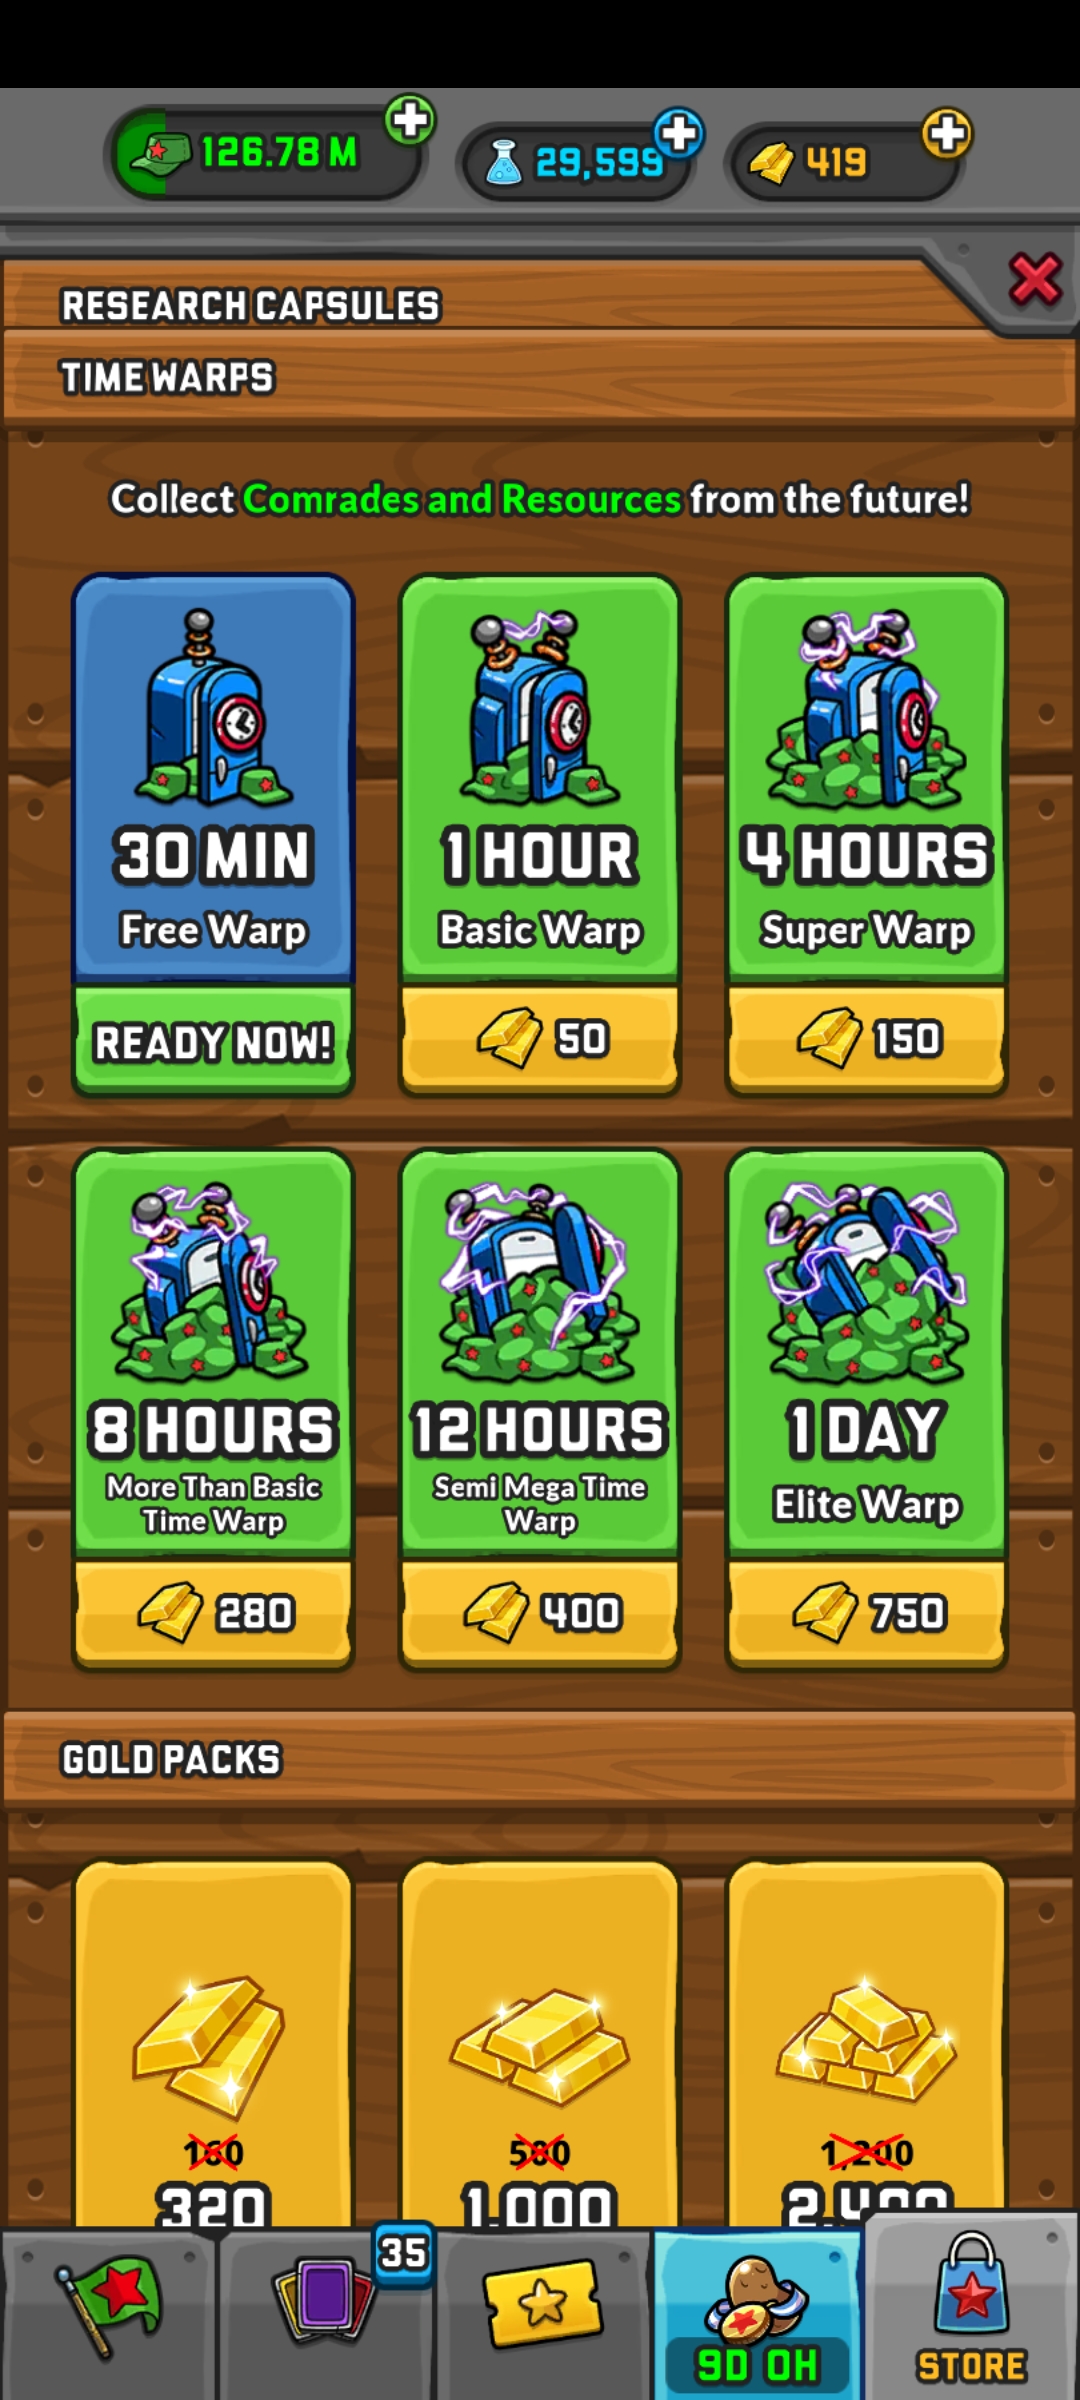 126.78 M
29,599
419
RESEARCH CAPSULES
TIME WARPS
Collect Comrades and Resources from the future!
30 MIN
Free Warp
READY NOW!
1 HOUR
Basic Warp
50
4 HOURS
Super Warp
150
8 HOURS
More Than Basic
Time Warp
280
12 HOURS
Semi Mega Time
Warp
400
1 DAY
Elite Warp
750
GOLD PACKS
160
320
500
1,000
1,200
2,400
35
9D 0H
STORE